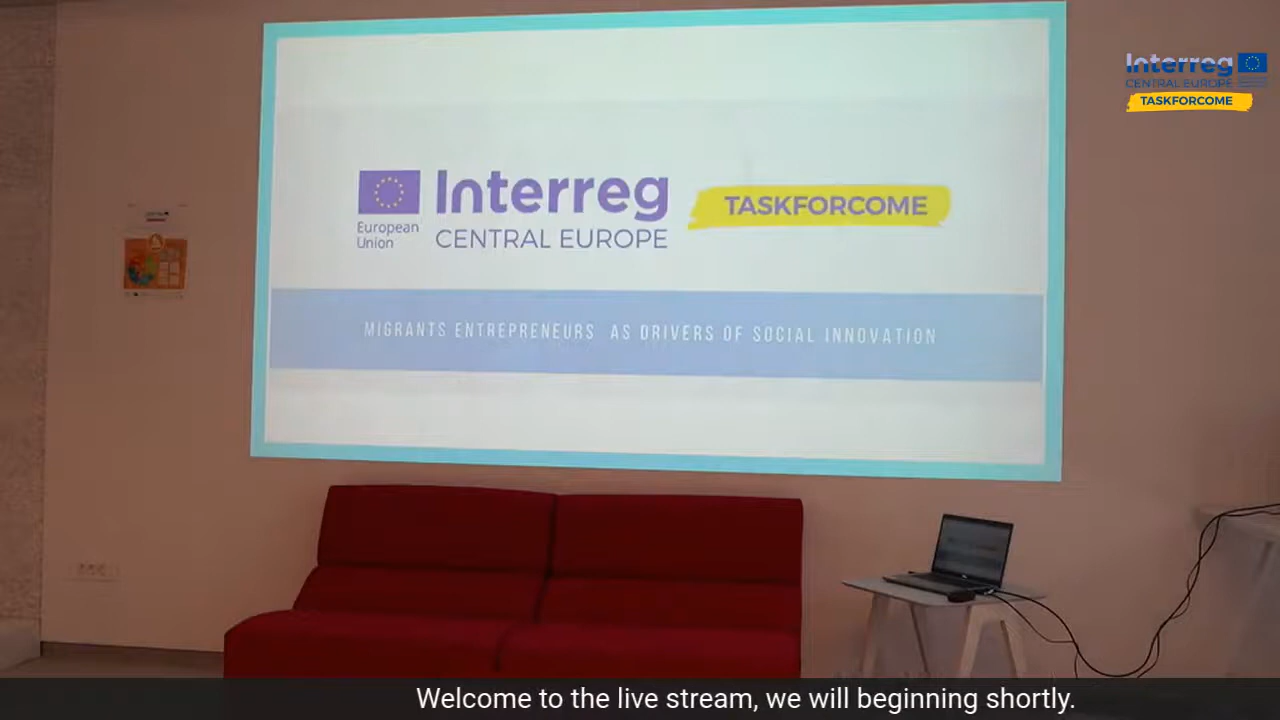 Interreg
CENTRAL EUROPE
TASKFORCOME
Interreg
European
Union
CENTRAL EUROPE
TASKFORCOME
MIGRANTS ENTREPRENEURS AS DRIVERS OF SOCIAL INNOVATION
Welcome to the live stream, we will beginning shortly.